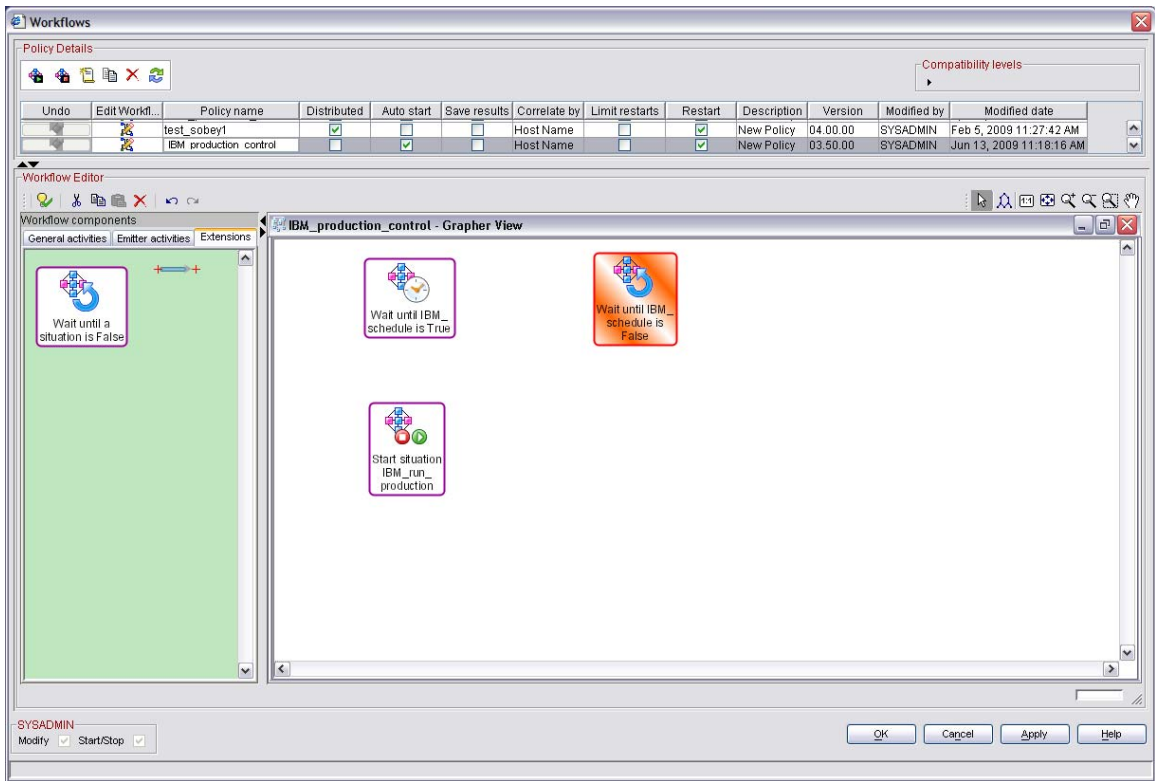 Workflows
Policy Details
Compatibility levels
Undo Edit Workfl... Policy name Distributed Auto start Save results Correlate by Limit restarts Restart Description Version Modified by Modified date
test_sobey1 Host Name New Policy 04.00.00 SYSADMIN Feb 5, 2009 11:27:42 AM
IBM_production_control Host Name New Policy 03.50.00 SYSADMIN Jun 13, 2009 11:18:16 AM
Workflow Editor
1:1
Workflow components
General activities Emitter activities Extensions
Wait until a
situation is False
IBM_production_control - Grapher View
Wait until IBM_
schedule is True
Wait until IBM_
schedule is
False
Start situation
IBM_run_
production
SYSADMIN
Modify Start/Stop
OK Cancel Apply Help